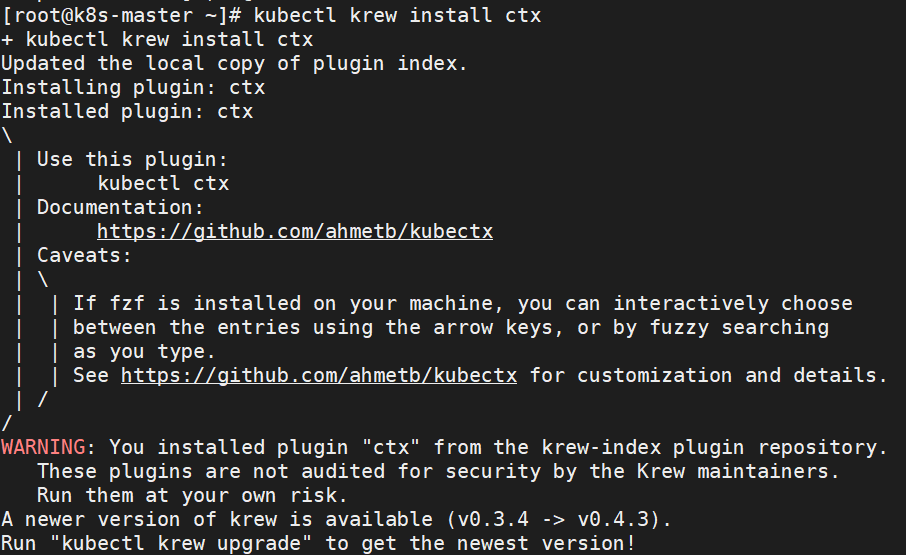 [root@k8s-master ~]# kubectl krew install ctx
+ kubectl krew install ctx
Updated the local copy of plugin index.
Installing plugin: ctx
Installed plugin: ctx
\
 | Use this plugin:
 |      kubectl ctx
 | Documentation:
 |      https://github.com/ahmetb/kubectx
 | Caveats:
 | \
 |  | If fzf is installed on your machine, you can interactively choose
 |  | between the entries using the arrow keys, or by fuzzy searching
 |  | as you type.
 |  | See https://github.com/ahmetb/kubectx for customization and details.
 | /
/
WARNING: You installed plugin "ctx" from the krew-index plugin repository.
   These plugins are not audited for security by the Krew maintainers.
   Run them at your own risk.
A newer version of krew is available (v0.3.4 -> v0.4.3).
Run "kubectl krew upgrade" to get the newest version!